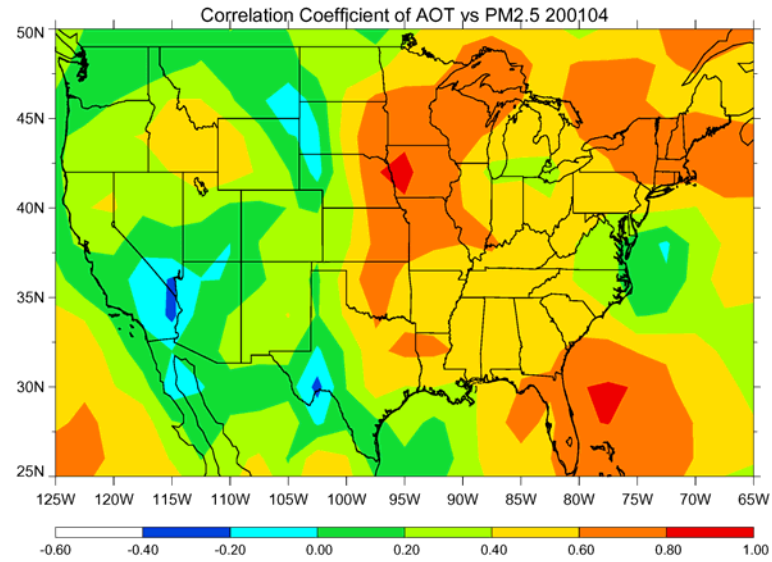 Correlation Coefficient of AOT vs PM2.5 200104
50N
45N
40N
35N
30N
25N
125W 120W 115W 110W 105W 100W 95W 90W 85W 80W 75W 70W 65W
-0.60 -0.40 -0.20 0.00 0.20 0.40 0.60 0.80 1.00